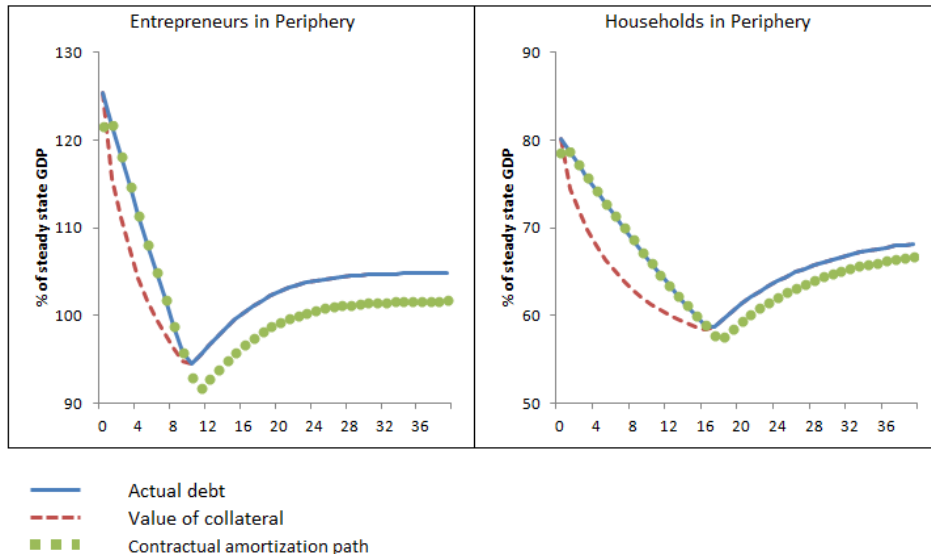 Entrepreneurs in Periphery
Households in Periphery
% of steady state GDP
130
120
110
100
90
0 4 8 12 16 20 24 28 32 36
% of steady state GDP
90
80
70
60
50
0 4 8 12 16 20 24 28 32 36
Actual debt
Value of collateral
Contractual amortization path